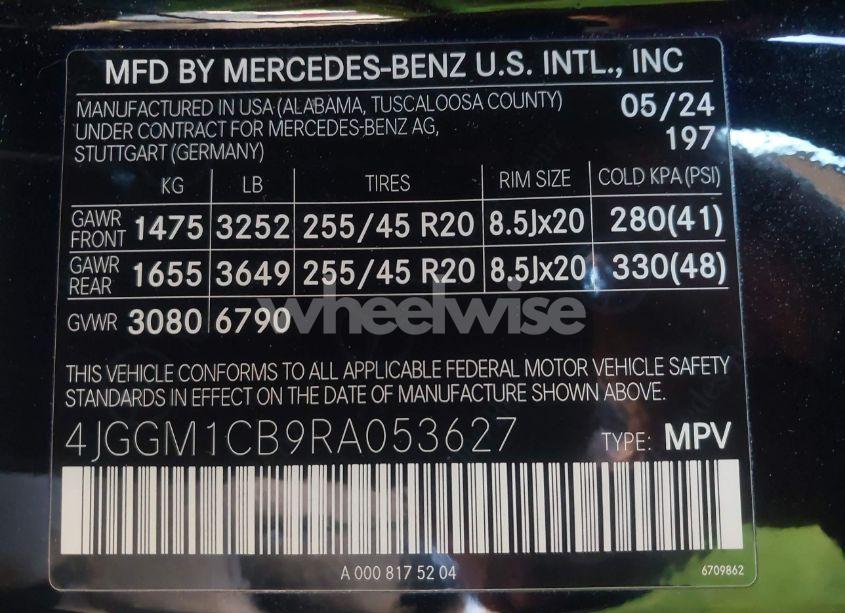 MFD BY MERCEDES-BENZ U.S. INTL., INC
MANUFACTURED IN USA (ALABAMA, TUSCALOOSA COUNTY) 05/24
UNDER CONTRACT FOR MERCEDES-BENZ AG, 197
STUTTGART (GERMANY)
KG LB TIRES RIM SIZE COLD KPA (PSI)
GAWR FRONT 1475 3252 255/45 R20 8.5Jx20 280(41)
GAWR REAR 1655 3649 255/45 R20 8.5Jx20 330(48)
GVWR 3080 6790
wheelwise
THIS VEHICLE CONFORMS TO ALL APPLICABLE FEDERAL MOTOR VEHICLE SAFETY
STANDARDS IN EFFECT ON THE DATE OF MANUFACTURE SHOWN ABOVE.
4JGGM1CB9RA053627 TYPE: MPV
A 000 817 52 04 6709862